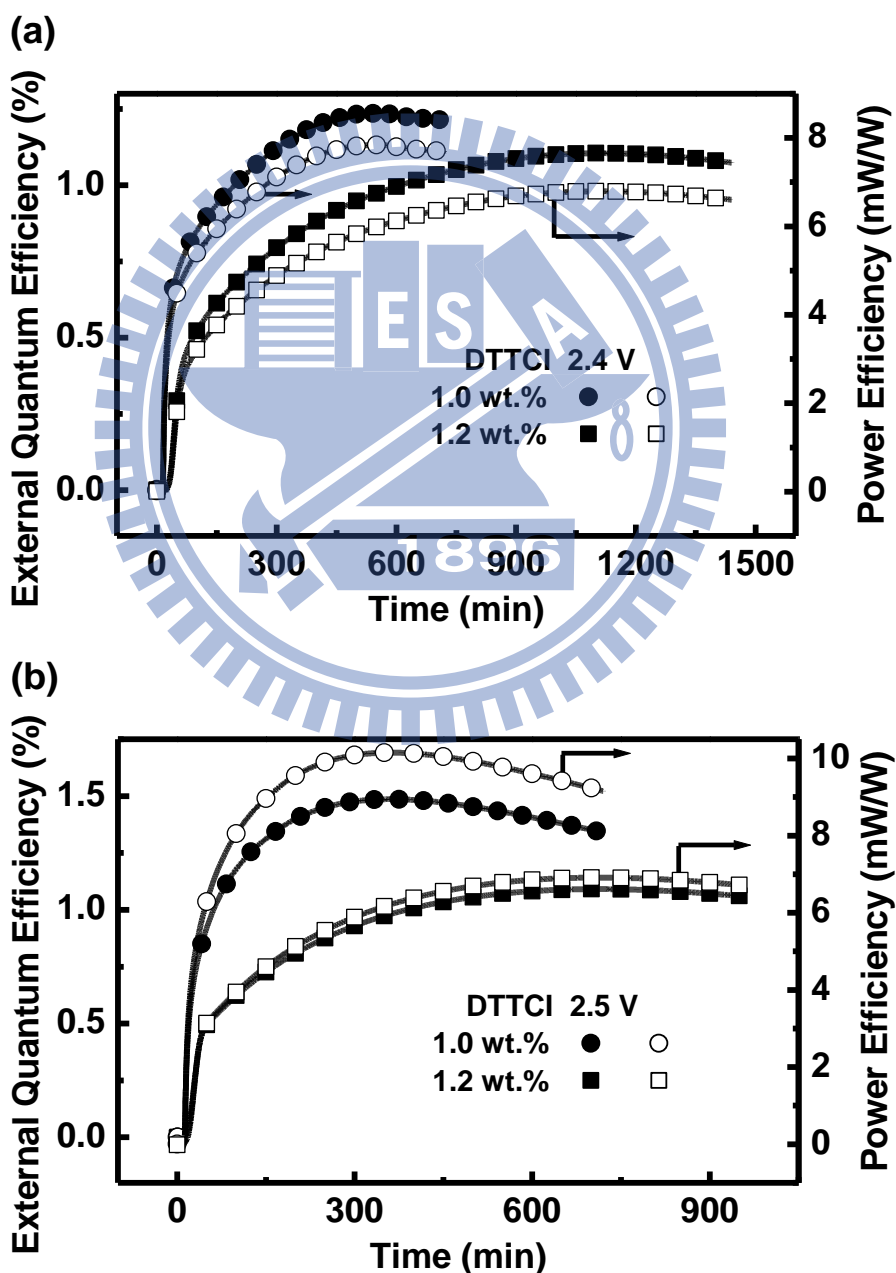 (a)
External Quantum Efficiency (%)
1.0
0.5
0.0
8
6
4
2
0
Power Efficiency (mW/W)
E S A
8
1896
DTTCI 2.4 V
1.0 wt.%
1.2 wt.%
0 300 600 900 1200 1500
Time (min)
(b)
External Quantum Efficiency (%)
1.5
1.0
0.5
0.0
10
8
6
4
2
0
Power Efficiency (mW/W)
DTTCI 2.5 V
1.0 wt.%
1.2 wt.%
0 300 600 900
Time (min)